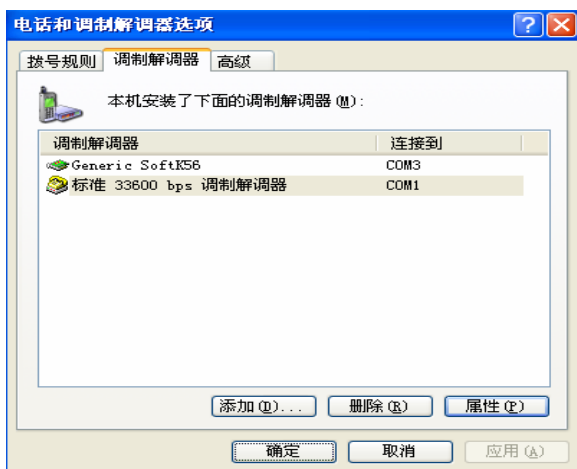 电话和调制解调器选项
拨号规则 调制解调器 高级
本机安装了下面的调制解调器(M):
调制解调器 连接到
Generic SoftK56 COM3
标准 33600 bps 调制解调器 COM1
添加(D)... 删除(R) 属性(P)
确定 取消 应用(A)